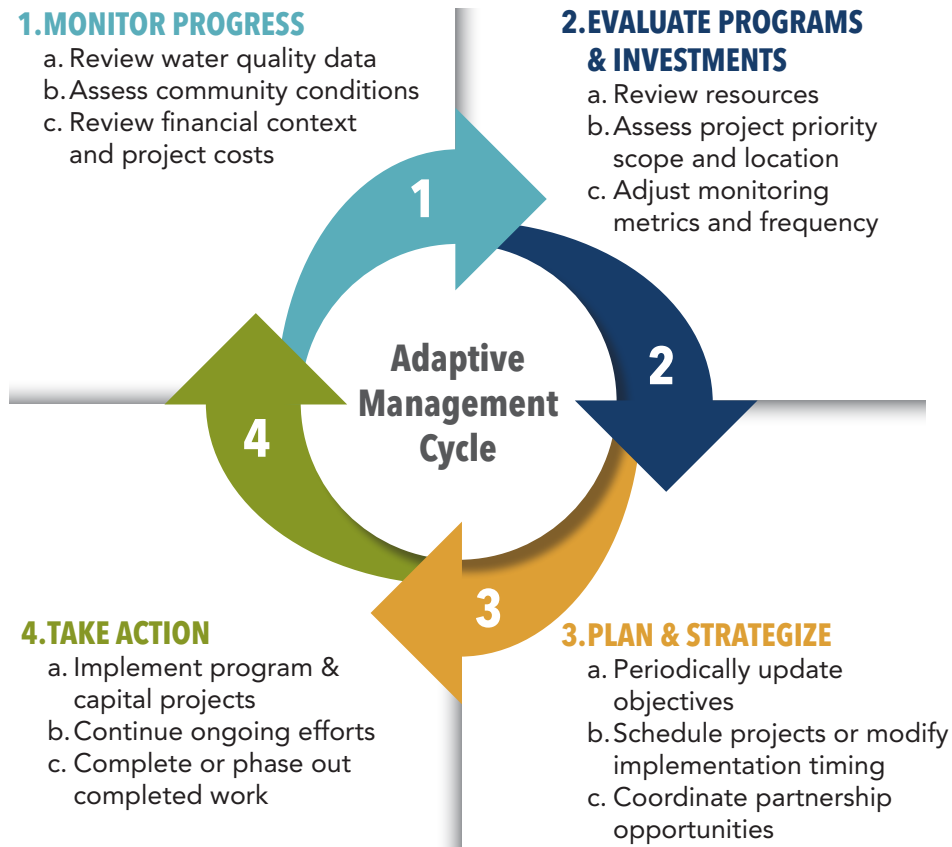 1.MONITOR PROGRESS
a. Review water quality data
b. Assess community conditions
c. Review financial context
and project costs
2.EVALUATE PROGRAMS
& INVESTMENTS
a. Review resources
b. Assess project priority
scope and location
c. Adjust monitoring
metrics and frequency
1
2
Adaptive
Management
Cycle
4
3
4.TAKE ACTION
a. Implement program &
capital projects
b. Continue ongoing efforts
c. Complete or phase out
completed work
3.PLAN & STRATEGIZE
a. Periodically update
objectives
b. Schedule projects or modify
implementation timing
c. Coordinate partnership
opportunities